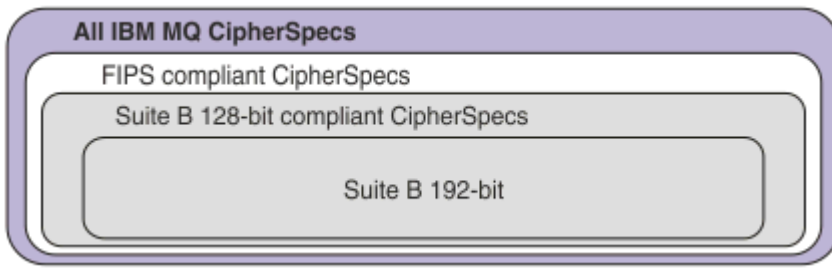 All IBM MQ CipherSpecs
FIPS compliant CipherSpecs
Suite B 128-bit compliant CipherSpecs
Suite B 192-bit